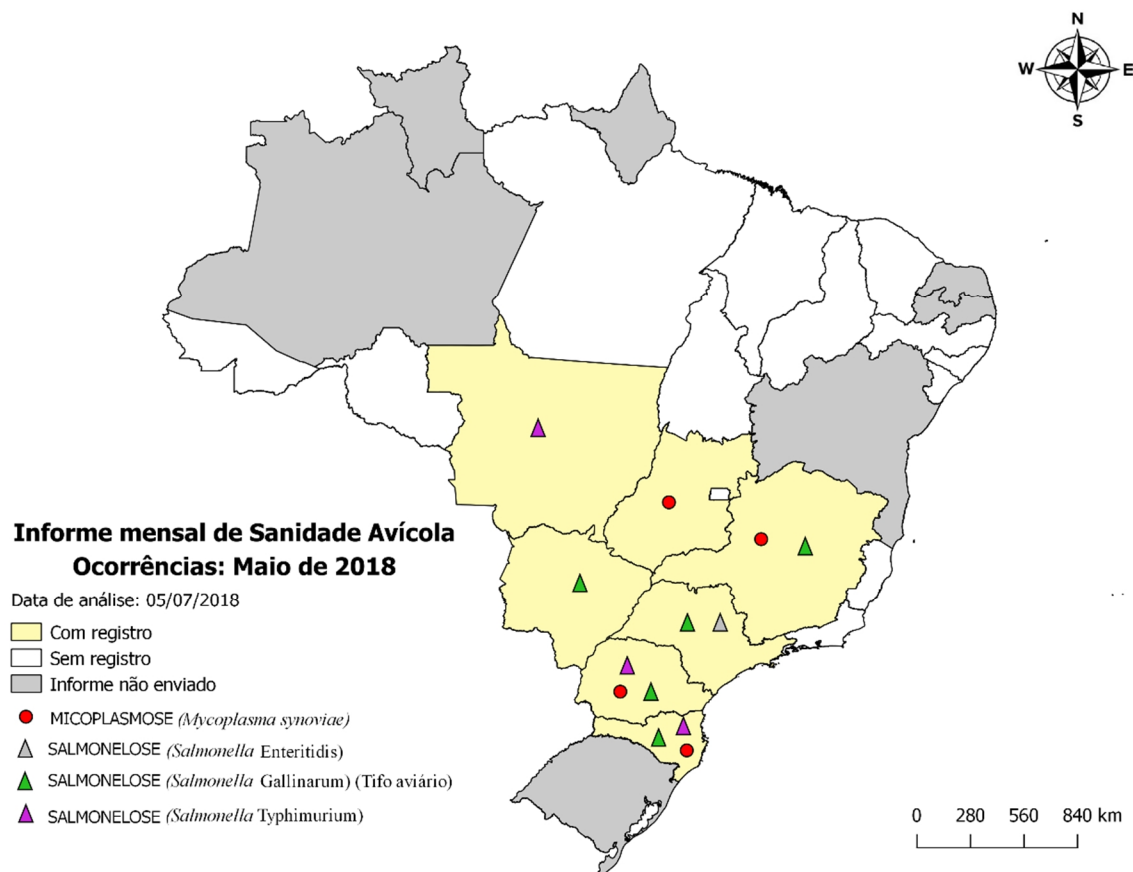 N
W E
S
Informe mensal de Sanidade Avícola
Ocorrências: Maio de 2018
Data de análise: 05/07/2018
Com registro
Sem registro
Informe não enviado
MICOPLASMOSE (Mycoplasma synoviae)
SALMONELOSE (Salmonella Enteritidis)
SALMONELOSE (Salmonella Gallinarum) (Tifo aviário)
SALMONELOSE (Salmonella Typhimurium)
0 280 560 840 km